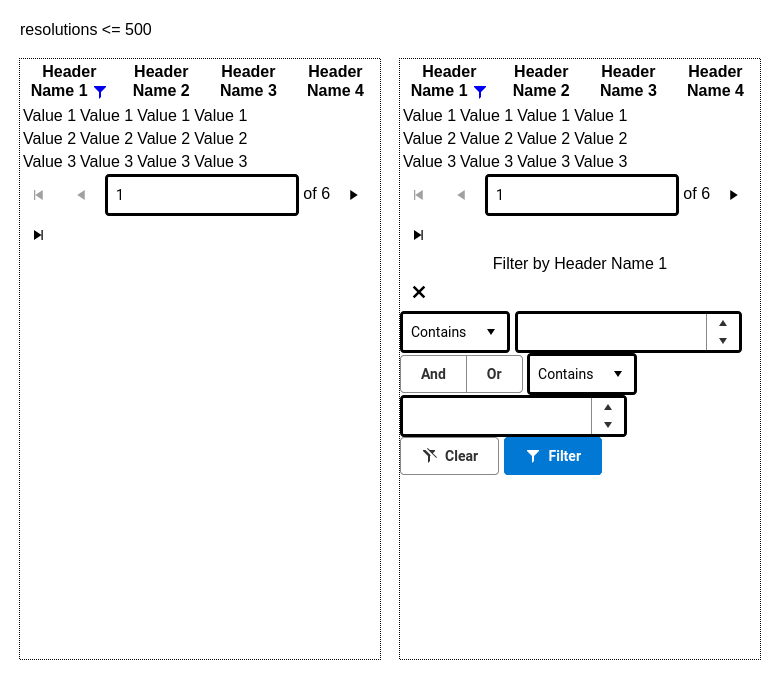 resolutions <= 500
Header Header Header Header
Name 1 Name 2 Name 3 Name 4
Value 1 Value 1 Value 1 Value 1
Value 2 Value 2 Value 2 Value 2
Value 3 Value 3 Value 3 Value 3
1 of 6
Header Header Header Header
Name 1 Name 2 Name 3 Name 4
Value 1 Value 1 Value 1 Value 1
Value 2 Value 2 Value 2 Value 2
Value 3 Value 3 Value 3 Value 3
1 of 6
Filter by Header Name 1
Contains
And Or Contains
Clear Filter